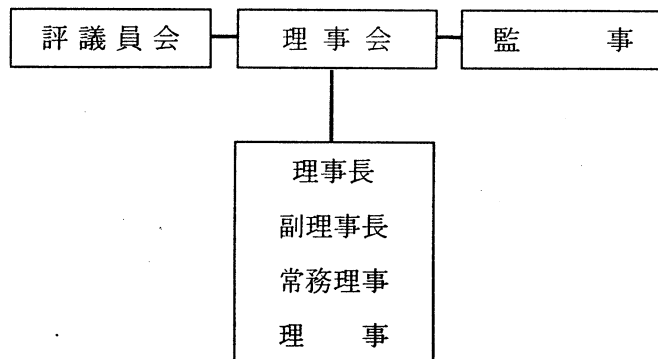 評議員会 理事会 監事
理事長
副理事長
常務理事
理事